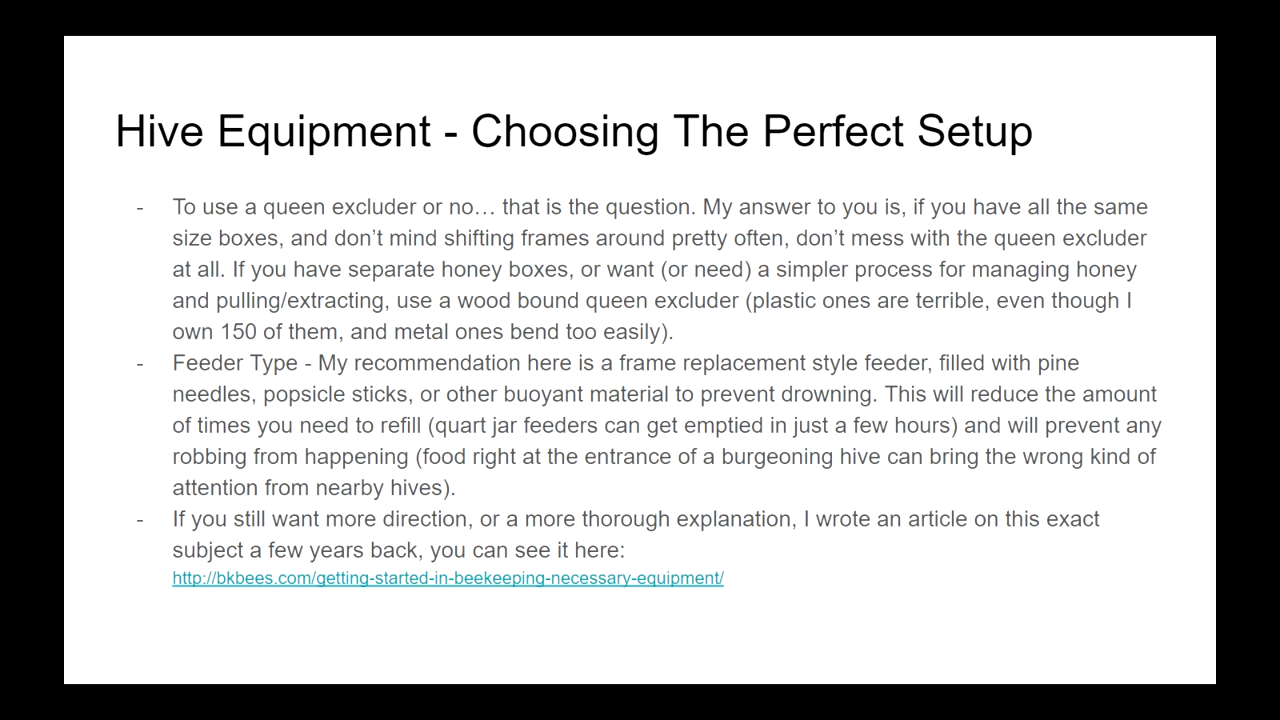 Hive Equipment - Choosing The Perfect Setup
- To use a queen excluder or no… that is the question. My answer to you is, if you have all the same
size boxes, and don’t mind shifting frames around pretty often, don’t mess with the queen excluder
at all. If you have separate honey boxes, or want (or need) a simpler process for managing honey
and pulling/extracting, use a wood bound queen excluder (plastic ones are terrible, even though I
own 150 of them, and metal ones bend too easily).
- Feeder Type - My recommendation here is a frame replacement style feeder, filled with pine
needles, popsicle sticks, or other buoyant material to prevent drowning. This will reduce the amount
of times you need to refill (quart jar feeders can get emptied in just a few hours) and will prevent any
robbing from happening (food right at the entrance of a burgeoning hive can bring the wrong kind of
attention from nearby hives).
- If you still want more direction, or a more thorough explanation, I wrote an article on this exact
subject a few years back, you can see it here:
http://bkbees.com/getting-started-in-beekeeping-necessary-equipment/